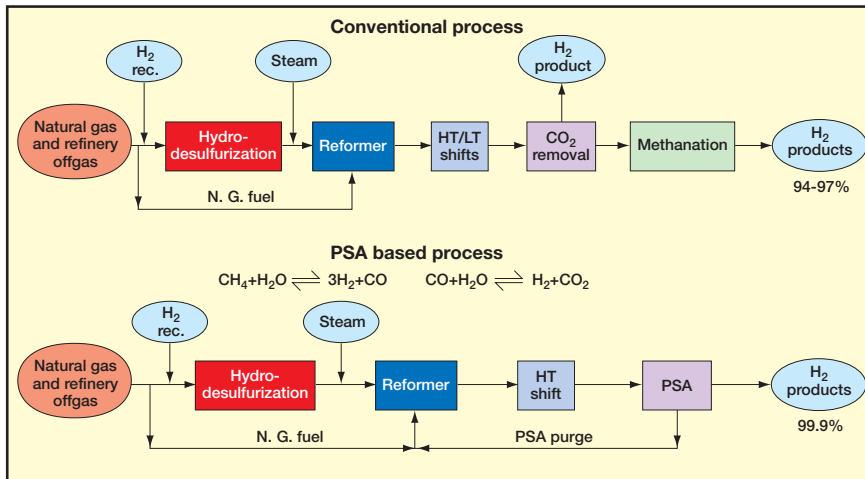 Conventional process
H2
rec.
Steam
H2
product
Natural gas
and refinery
offgas
Hydro-
desulfurization
Reformer
HT/LT
shifts
CO2
removal
Methanation
H2
products
N. G. fuel
94-97%
PSA based process
CH4+H2O ⇌ 3H2+CO CO+H2O ⇌ H2+CO2
H2
rec.
Steam
Natural gas
and refinery
offgas
Hydro-
desulfurization
Reformer
HT
shift
PSA
H2
products
N. G. fuel
PSA purge
99.9%